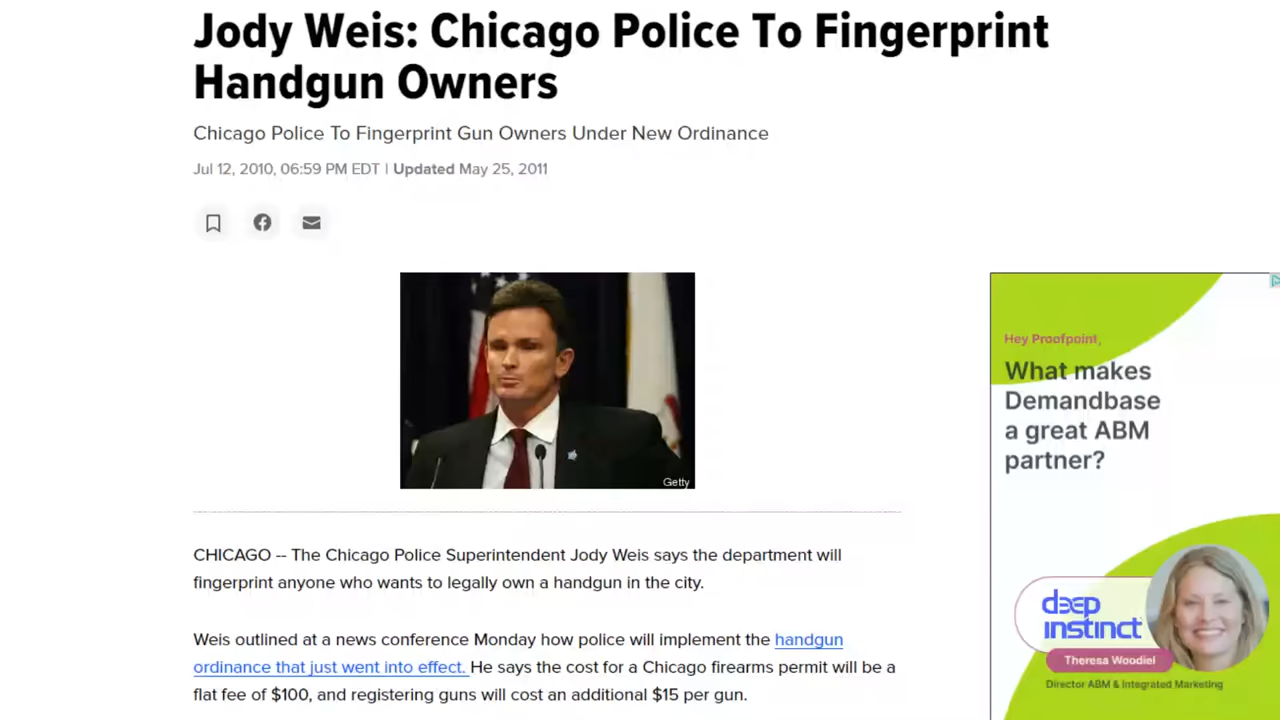 Jody Weis: Chicago Police To Fingerprint
Handgun Owners
Chicago Police To Fingerprint Gun Owners Under New Ordinance
Jul 12, 2010, 06:59 PM EDT | Updated May 25, 2011
Getty
CHICAGO -- The Chicago Police Superintendent Jody Weis says the department will
fingerprint anyone who wants to legally own a handgun in the city.
Weis outlined at a news conference Monday how police will implement the handgun
ordinance that just went into effect. He says the cost for a Chicago firearms permit will be a
flat fee of $100, and registering guns will cost an additional $15 per gun.
Hey Proofpoint,
What makes
Demandbase
a great ABM
partner?
deep
instinct
Theresa Woodiel
Director ABM & Integrated Marketing